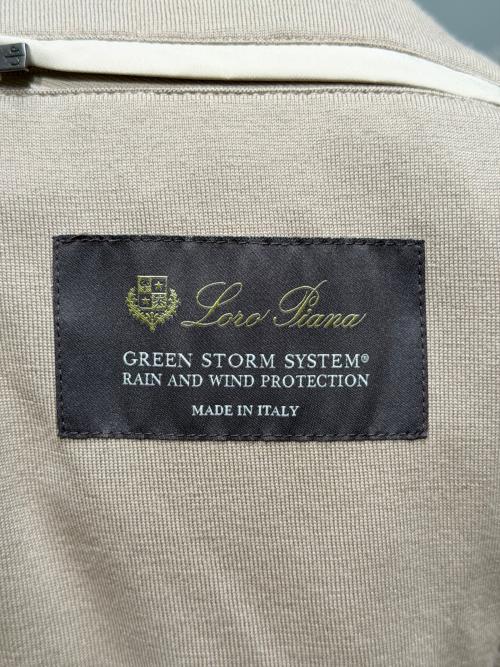 Loro Piana
GREEN STORM SYSTEM®
RAIN AND WIND PROTECTION
MADE IN ITALY